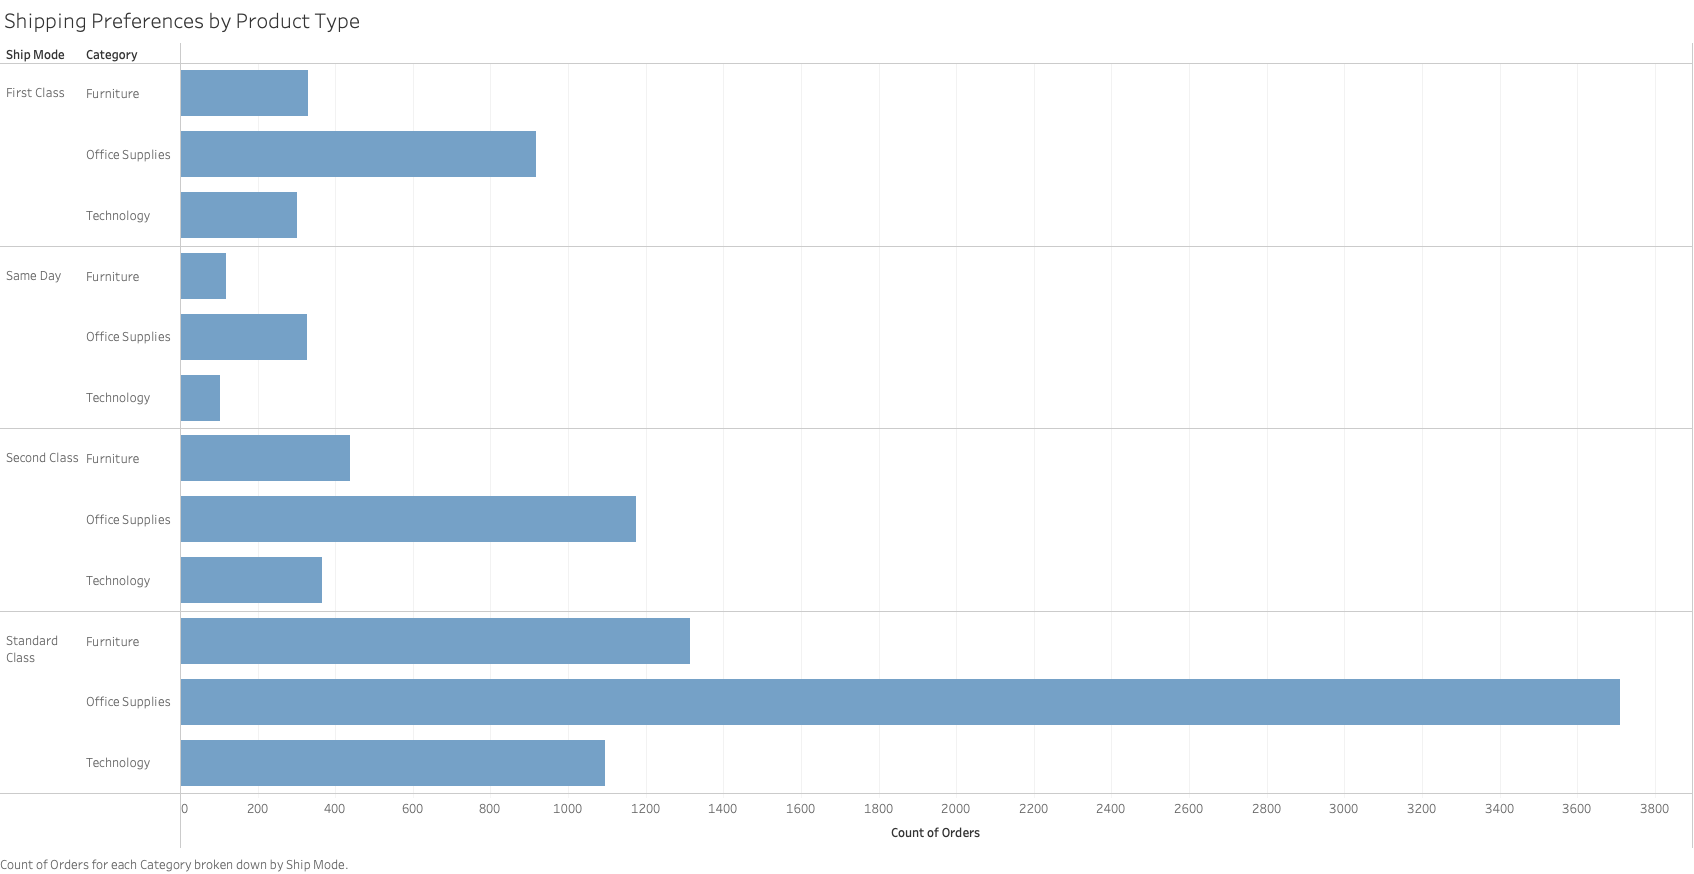 Shipping Preferences by Product Type
Ship Mode Category
First Class Furniture
Office Supplies
Technology
Same Day Furniture
Office Supplies
Technology
Second Class Furniture
Office Supplies
Technology
Standard Class Furniture
Office Supplies
Technology
0 200 400 600 800 1000 1200 1400 1600 1800 2000 2200 2400 2600 2800 3000 3200 3400 3600 3800
Count of Orders
Count of Orders for each Category broken down by Ship Mode.